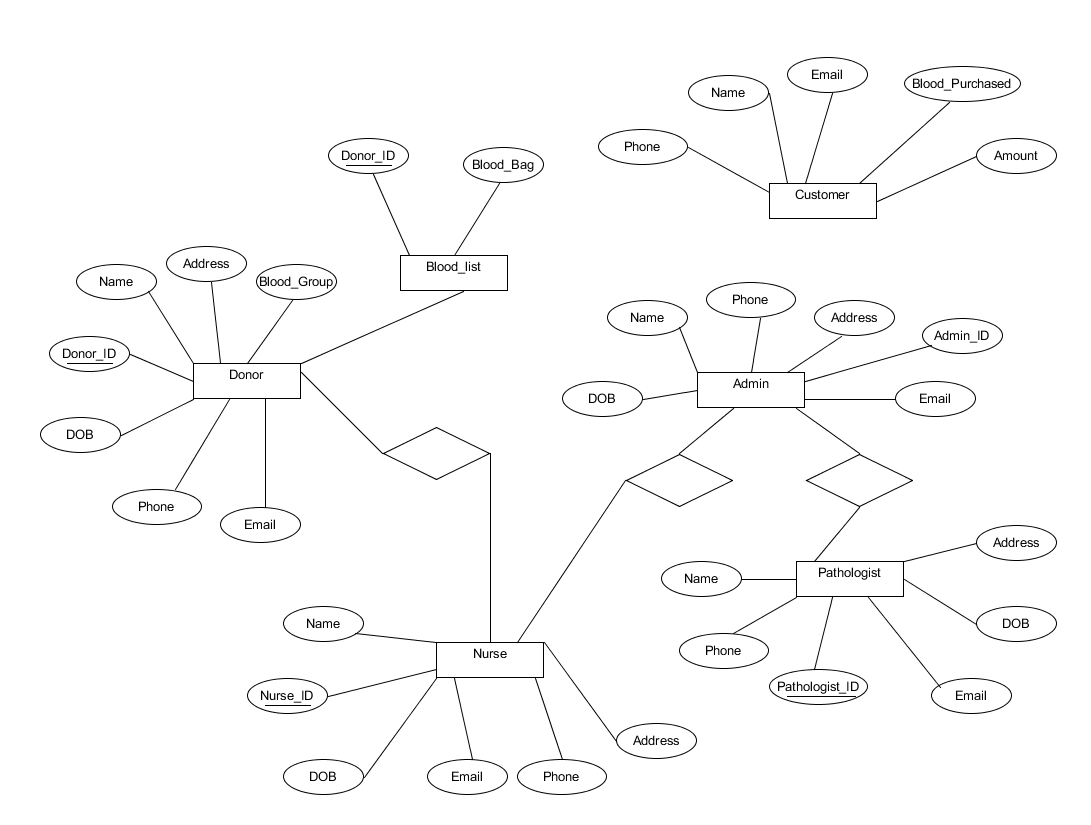 Email
Name
Blood_Purchased
Phone
Amount
Customer
Donor_ID
Blood_Bag
Blood_list
Name
Address
Blood_Group
Donor_ID
Donor
DOB
Phone
Email
Name
Phone
Address
Admin_ID
DOB
Admin
Email
Name
Pathologist
Address
Phone
DOB
Pathologist_ID
Email
Name
Nurse
Nurse_ID
Address
DOB
Email
Phone